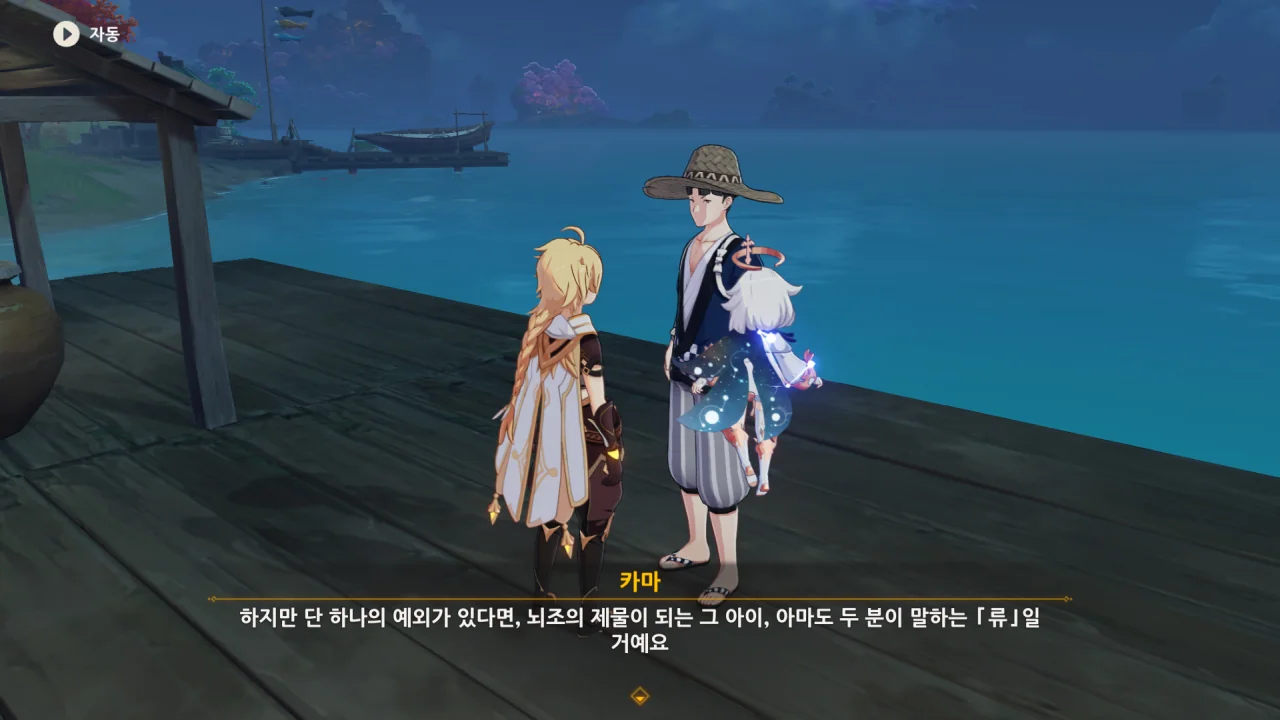 자동
카마
하지만 단 하나의 예외가 있다면, 뇌조의 제물이 되는 그 아이, 아마도 두 분이 말하는 「류」일
거예요